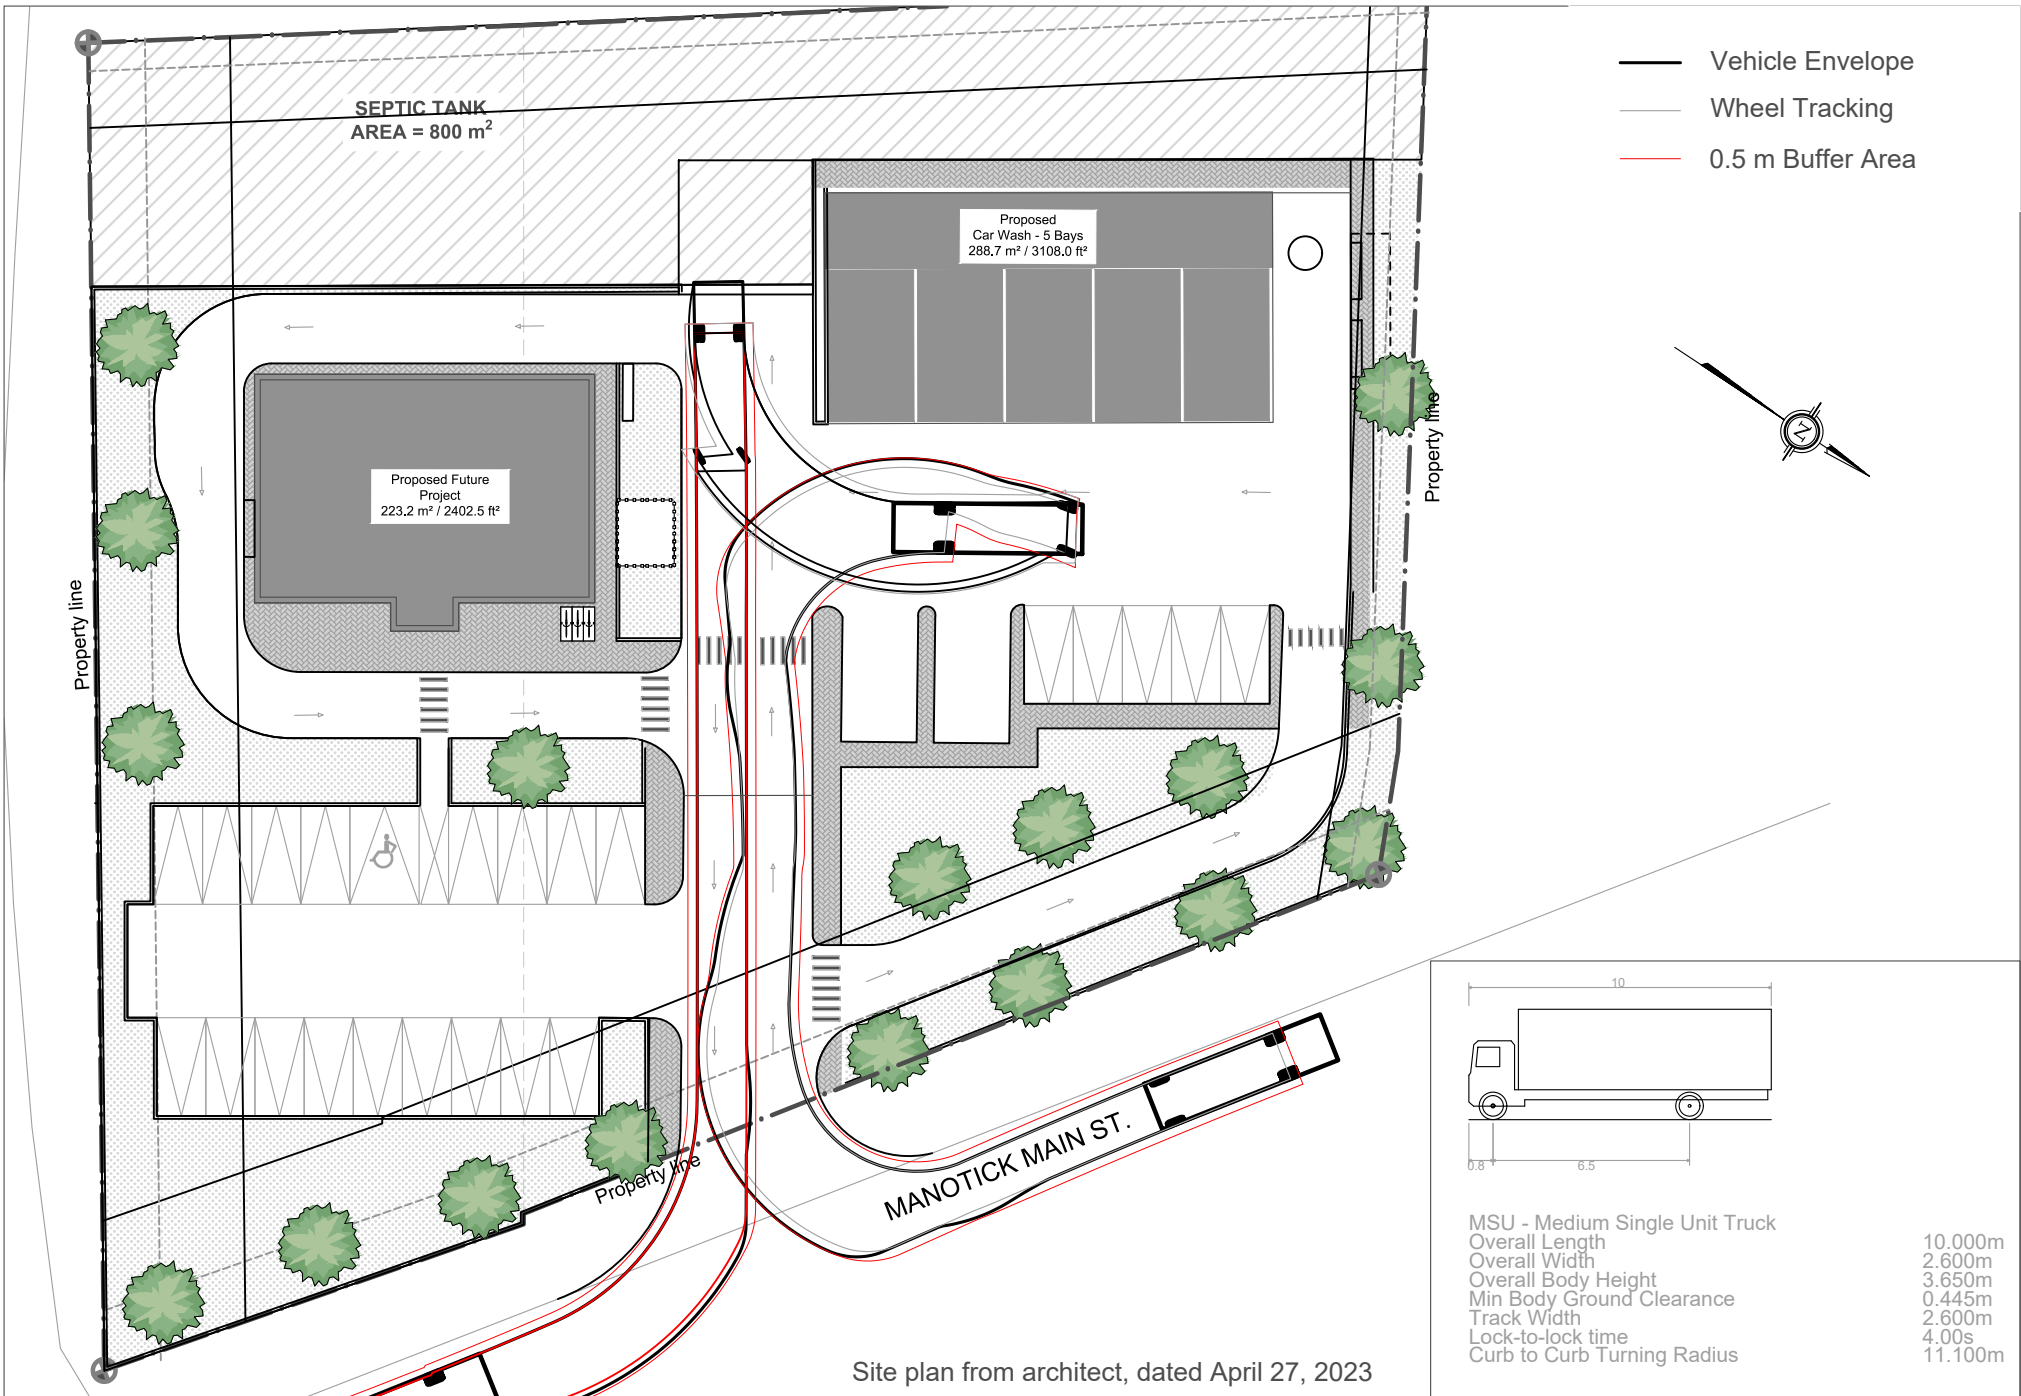 Vehicle Envelope
Wheel Tracking
0.5 m Buffer Area
SEPTIC TANK
AREA = 800 m²
Proposed
Car Wash - 5 Bays
288.7 m² / 3108.0 ft²
Proposed Future
Project
223.2 m² / 2402.5 ft²
Property line
Property line
Property line
N
MANOTICK MAIN ST.
10
0.8
6.5
MSU - Medium Single Unit Truck
Overall Length 10.000m
Overall Width 2.600m
Overall Body Height 3.650m
Min Body Ground Clearance 0.445m
Track Width 2.600m
Lock-to-lock time 4.00s
Curb to Curb Turning Radius 11.100m
Site plan from architect, dated April 27, 2023